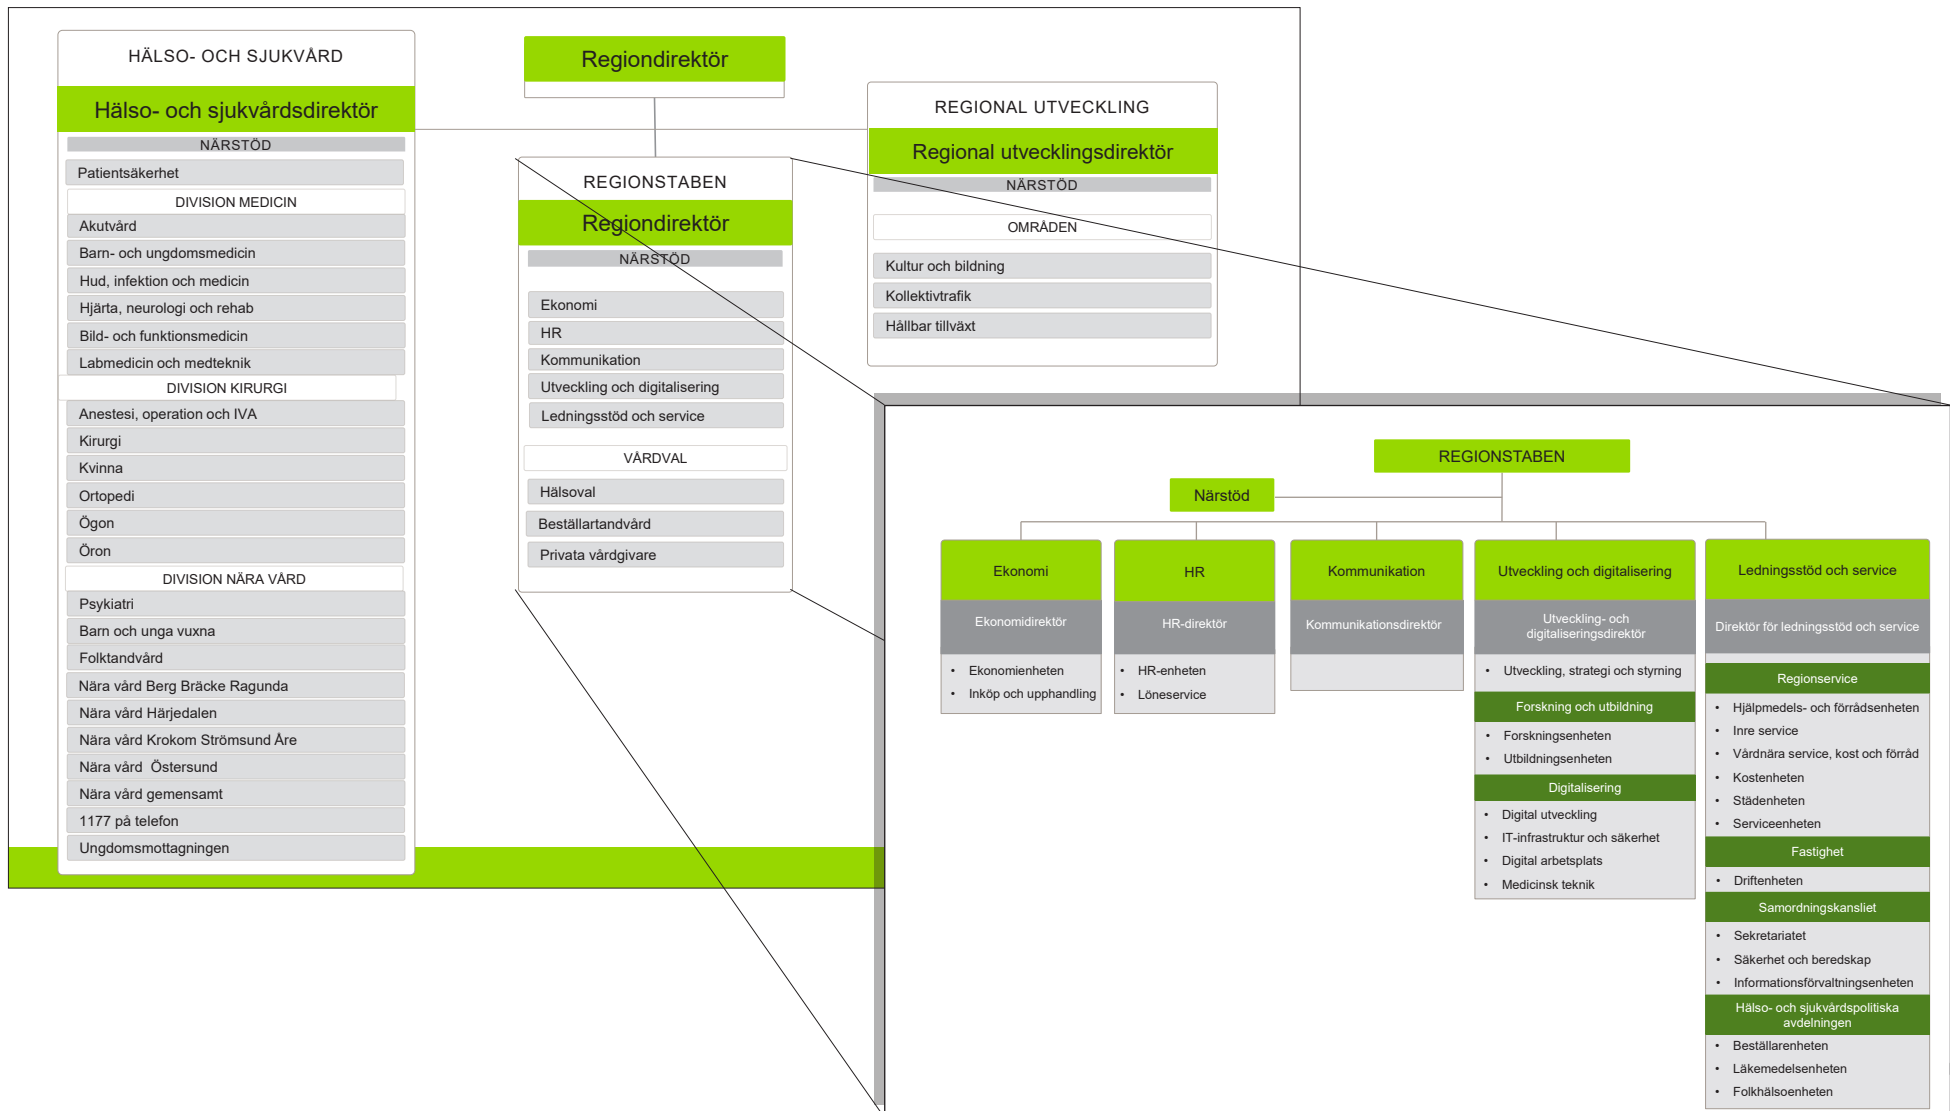 HÄLSO- OCH SJUKVÅRD
Hälso- och sjukvårdsdirektör
NÄRSTÖD
Patientsäkerhet
DIVISION MEDICIN
Akutvård
Barn- och ungdomsmedicin
Hud, infektion och medicin
Hjärta, neurologi och rehab
Bild- och funktionsmedicin
Labmedicin och medteknik
DIVISION KIRURGI
Anestesi, operation och IVA
Kirurgi
Kvinna
Ortopedi
Ögon
Öron
DIVISION NÄRA VÅRD
Psykiatri
Barn och unga vuxna
Folktandvård
Nära vård Berg Bräcke Ragunda
Nära vård Härjedalen
Nära vård Krokom Strömsund Åre
Nära vård Östersund
Nära vård gemensamt
1177 på telefon
Ungdomsmottagningen
Regiondirektör
REGIONSTABEN
Regiondirektör
NÄRSTÖD
Ekonomi
HR
Kommunikation
Utveckling och digitalisering
Ledningsstöd och service
VÅRDVAL
Hälsoval
Beställartandvård
Privata vårdgivare
REGIONAL UTVECKLING
Regional utvecklingsdirektör
NÄRSTÖD
OMRÅDEN
Kultur och bildning
Kollektivtrafik
Hållbar tillväxt
REGIONSTABEN
Närstöd
Ekonomi
Ekonomidirektör
• Ekonomienheten
• Inköp och upphandling
HR
HR-direktör
• HR-enheten
• Löneservice
Kommunikation
Kommunikationsdirektör
Utveckling och digitalisering
Utveckling- och
digitaliseringsdirektör
• Utveckling, strategi och styrning
Forskning och utbildning
• Forskningsenheten
• Utbildningsenheten
Digitalisering
• Digital utveckling
• IT-infrastruktur och säkerhet
• Digital arbetsplats
• Medicinsk teknik
Ledningsstöd och service
Direktör för ledningsstöd och service
Regionservice
• Hjälpmedels- och förrådsenheten
• Inre service
• Vårdnära service, kost och förråd
• Kostenheten
• Städenheten
• Serviceenheten
Fastighet
• Driftenheten
Samordningskansliet
• Sekretariatet
• Säkerhet och beredskap
• Informationsförvaltningsenheten
Hälso- och sjukvårdspolitiska
avdelningen
• Beställarenheten
• Läkemedelsenheten
• Folkhälsoenheten